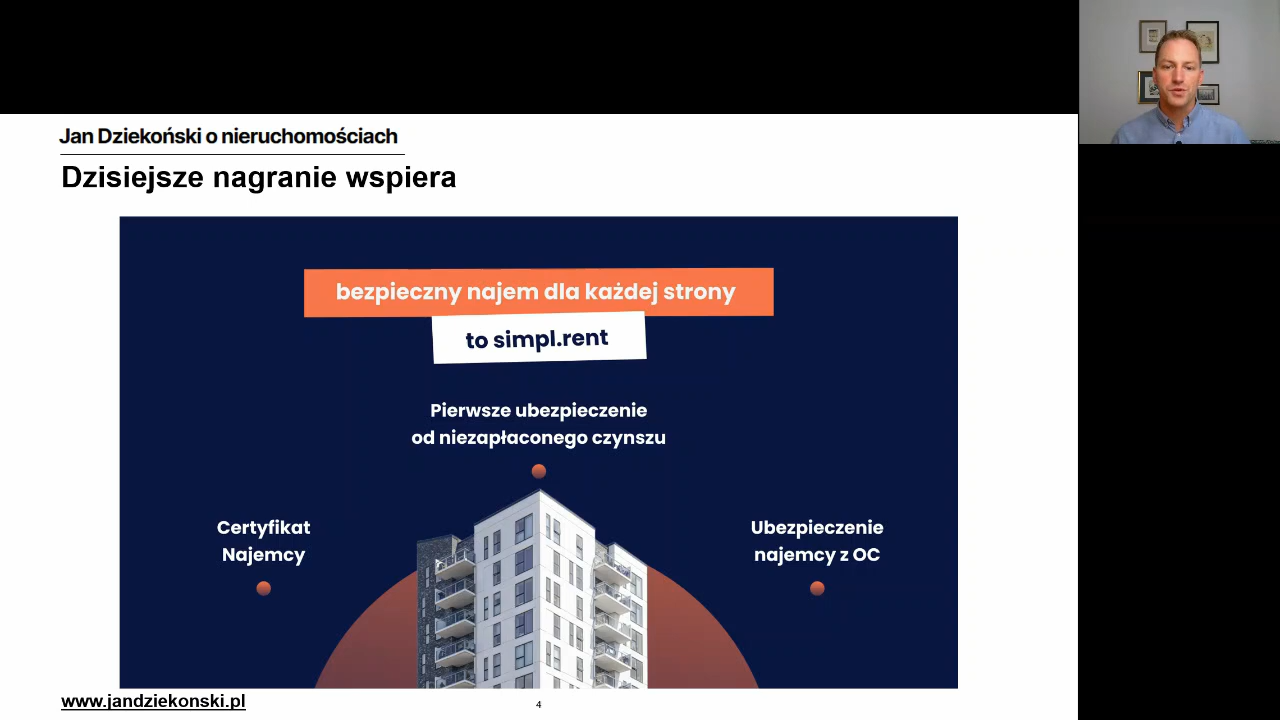 Jan Dziekoński o nieruchomościach
Dzisiejsze nagranie wspiera
bezpieczny najem dla każdej strony
to simpl.rent
Pierwsze ubezpieczenie
od niezapłaconego czynszu
Certyfikat
Najemcy
Ubezpieczenie
najemcy z OC
www.jandziekonski.pl
4